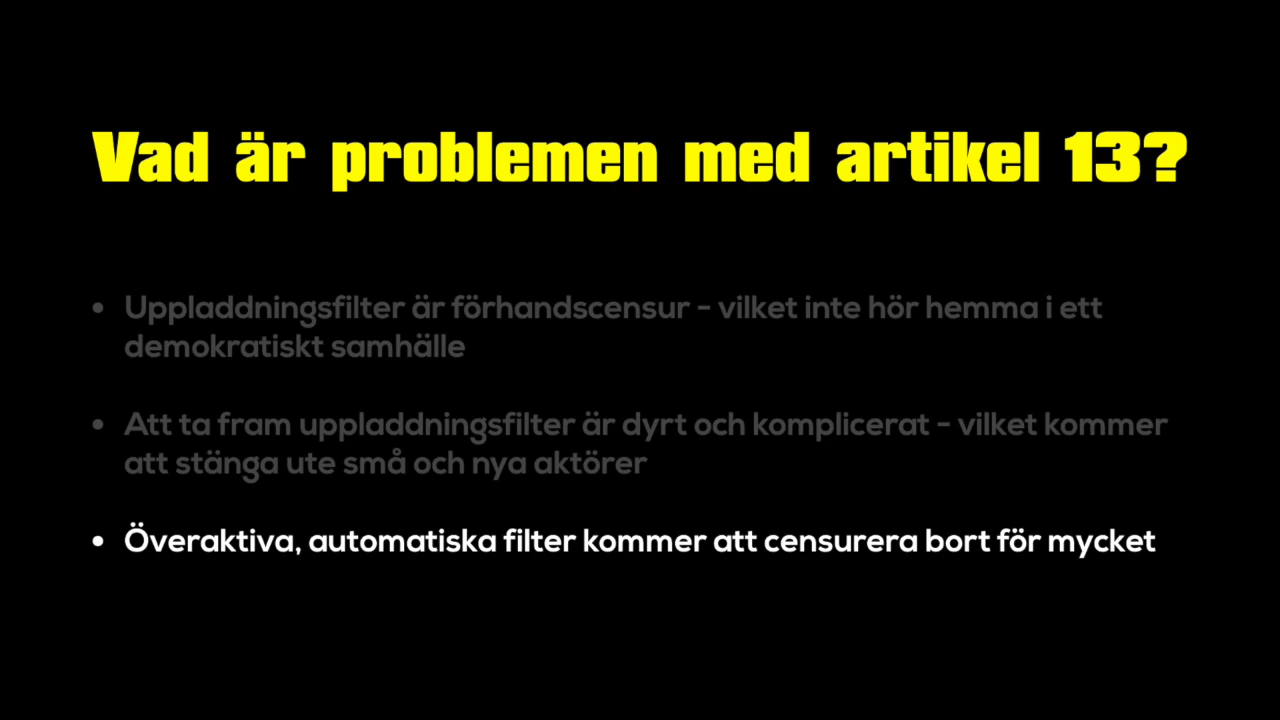 Vad är problemen med artikel 13?
• Uppladdningsfilter är förhandscensur - vilket inte hör hemma i ett
demokratiskt samhälle
• Att ta fram uppladdningsfilter är dyrt och komplicerat - vilket kommer
att stänga ute små och nya aktörer
• Överaktiva, automatiska filter kommer att censurera bort för mycket